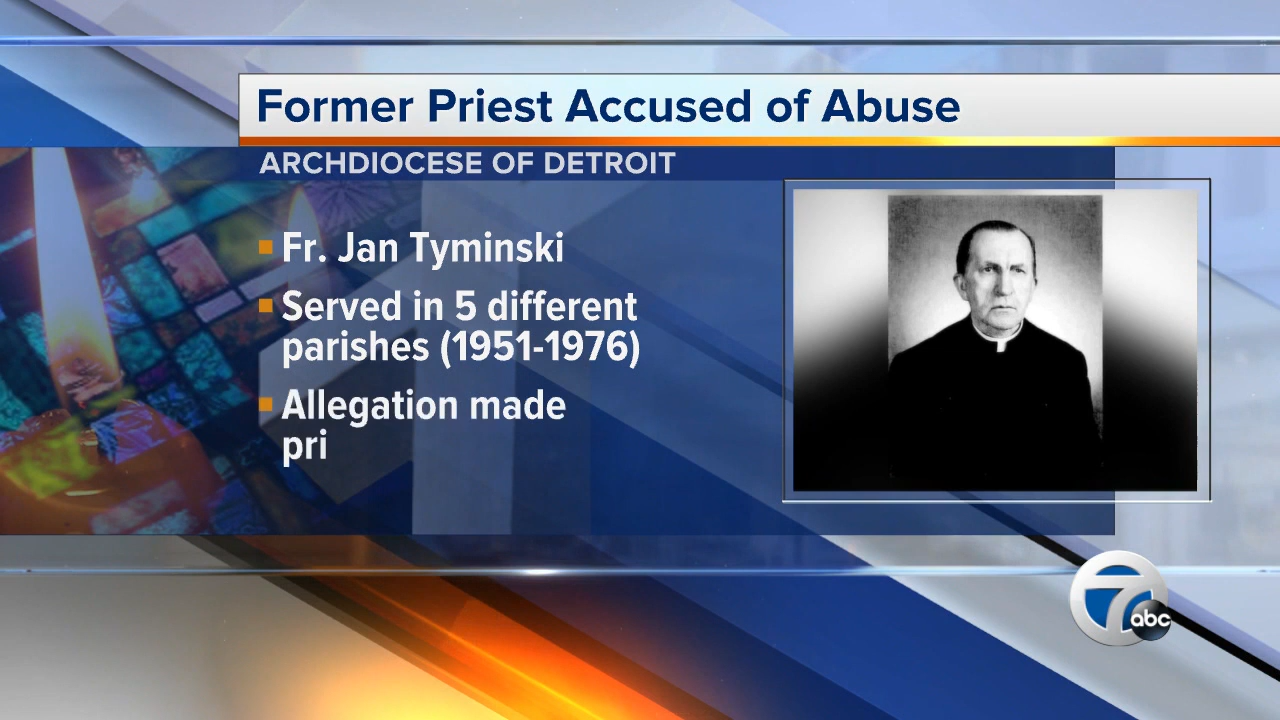 Former Priest Accused of Abuse
ARCHDIOCESE OF DETROIT
Fr. Jan Tyminski
Served in 5 different
parishes (1951-1976)
Allegation made
pri
7
abc